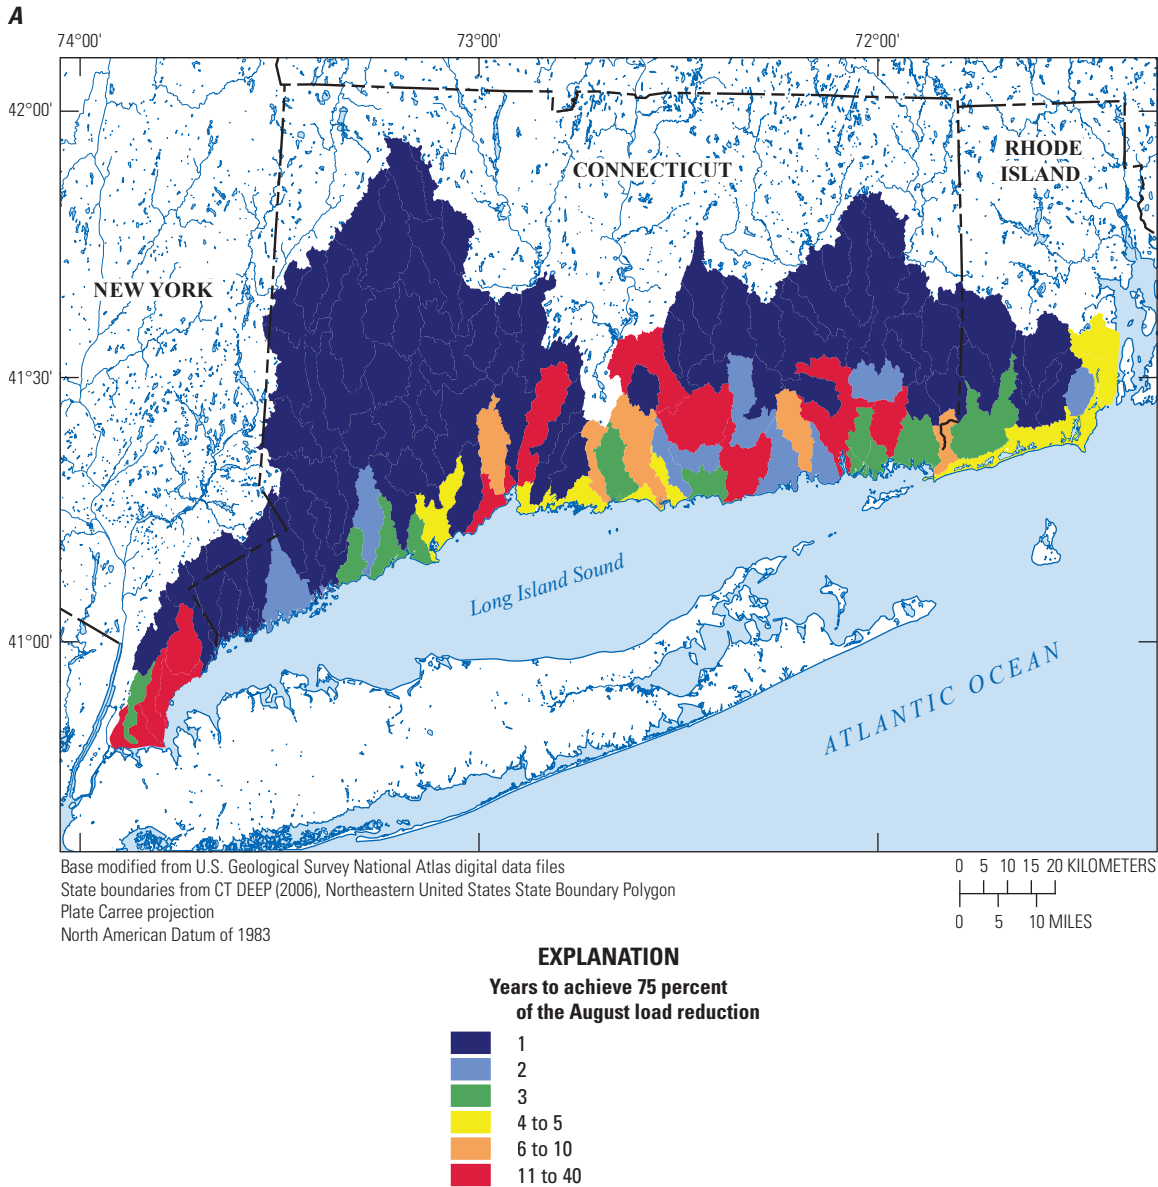 A
74°00'
73°00'
72°00'
42°00'
RHODE
ISLAND
CONNECTICUT
NEW YORK
41°30'
Long Island Sound
41°00'
ATLANTIC OCEAN
Base modified from U.S. Geological Survey National Atlas digital data files
State boundaries from CT DEEP (2006), Northeastern United States State Boundary Polygon
Plate Carree projection
North American Datum of 1983
0 5 10 15 20 KILOMETERS
0 5 10 MILES
EXPLANATION
Years to achieve 75 percent
of the August load reduction
1
2
3
4 to 5
6 to 10
11 to 40